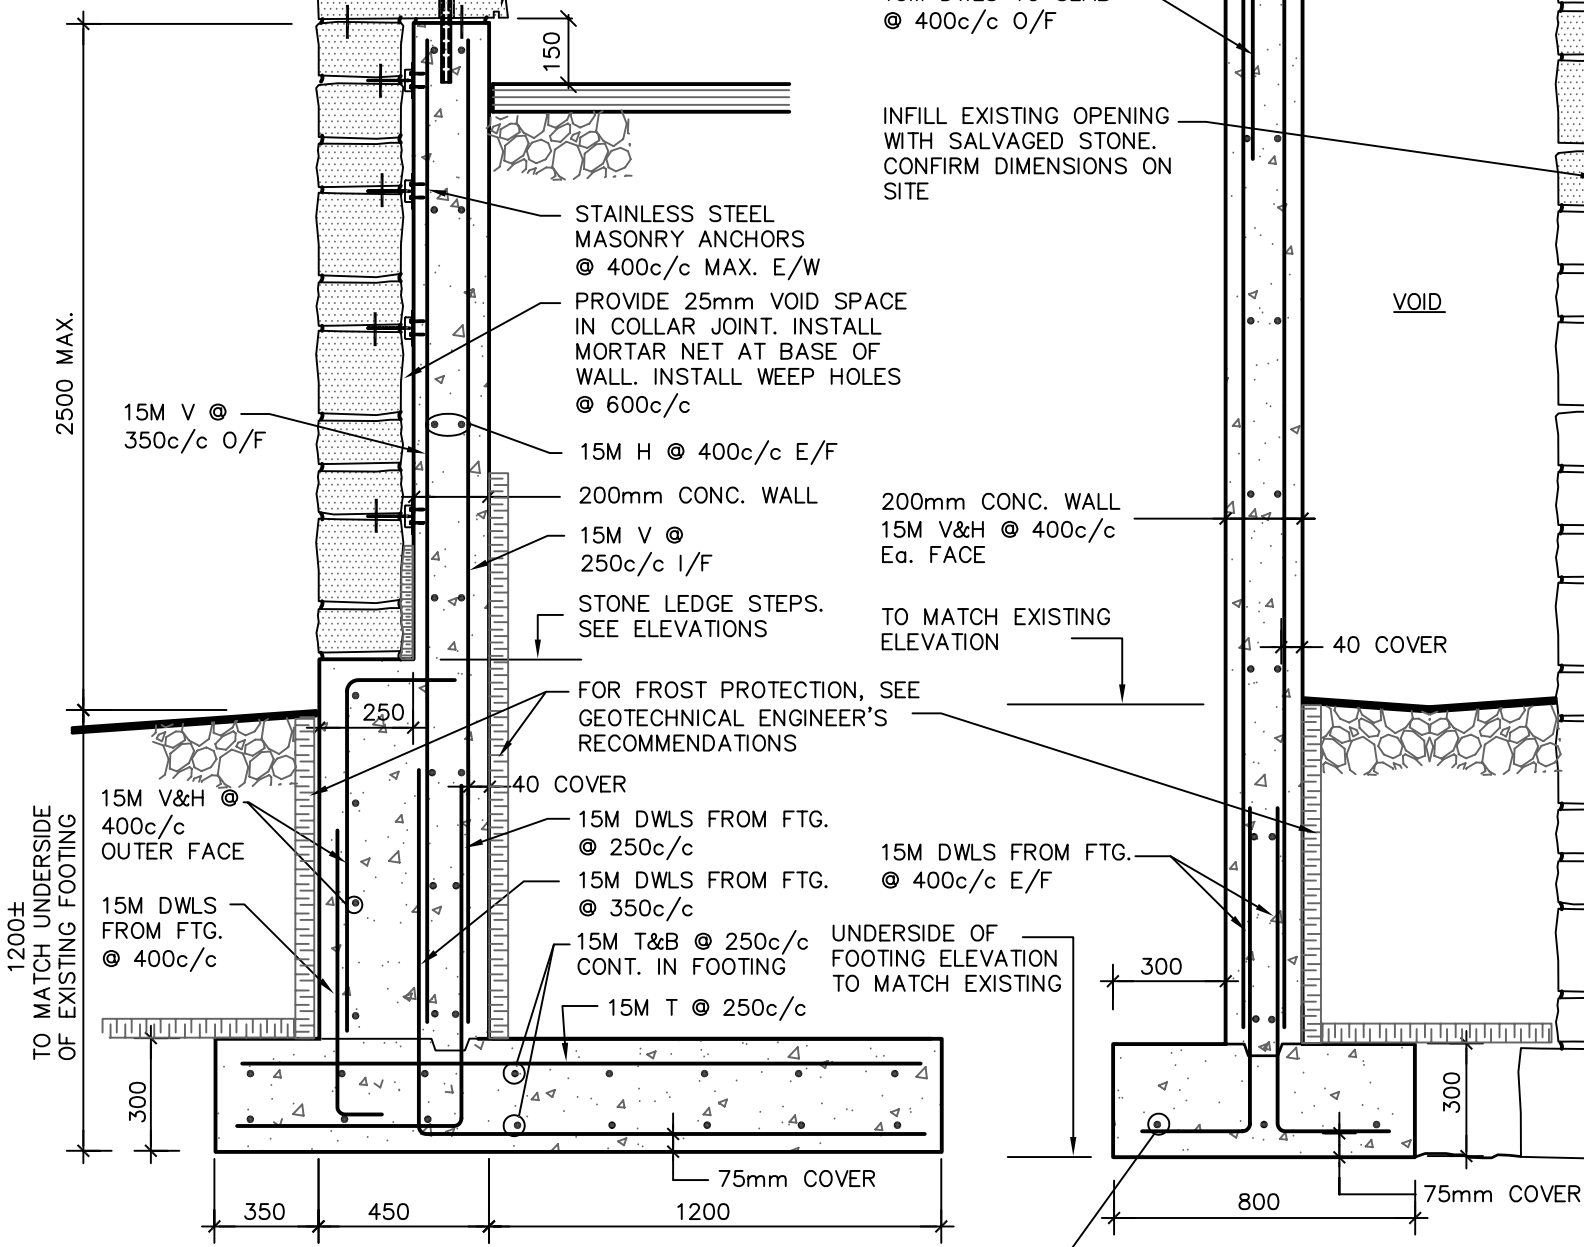 @ 400c/c O/F
150
INFILL EXISTING OPENING
WITH SALVAGED STONE.
CONFIRM DIMENSIONS ON
SITE
STAINLESS STEEL
MASONRY ANCHORS
@ 400c/c MAX. E/W
PROVIDE 25mm VOID SPACE
IN COLLAR JOINT. INSTALL
MORTAR NET AT BASE OF
WALL. INSTALL WEEP HOLES
@ 600c/c
VOID
2500 MAX.
15M V @
350c/c O/F
15M H @ 400c/c E/F
200mm CONC. WALL
15M V @
250c/c I/F
200mm CONC. WALL
15M V&H @ 400c/c
Ea. FACE
STONE LEDGE STEPS.
SEE ELEVATIONS
TO MATCH EXISTING
ELEVATION
40 COVER
FOR FROST PROTECTION, SEE
GEOTECHNICAL ENGINEER'S
RECOMMENDATIONS
250
40 COVER
15M V&H @
400c/c
OUTER FACE
15M DWLS FROM FTG.
@ 250c/c
15M DWLS FROM FTG.
@ 350c/c
15M DWLS FROM FTG.
@ 400c/c E/F
15M DWLS
FROM FTG.
@ 400c/c
1200±
TO MATCH UNDERSIDE
OF EXISTING FOOTING
15M T&B @ 250c/c
CONT. IN FOOTING
15M T @ 250c/c
UNDERSIDE OF
FOOTING ELEVATION
TO MATCH EXISTING
300
300
300
75mm COVER
75mm COVER
350
450
1200
800